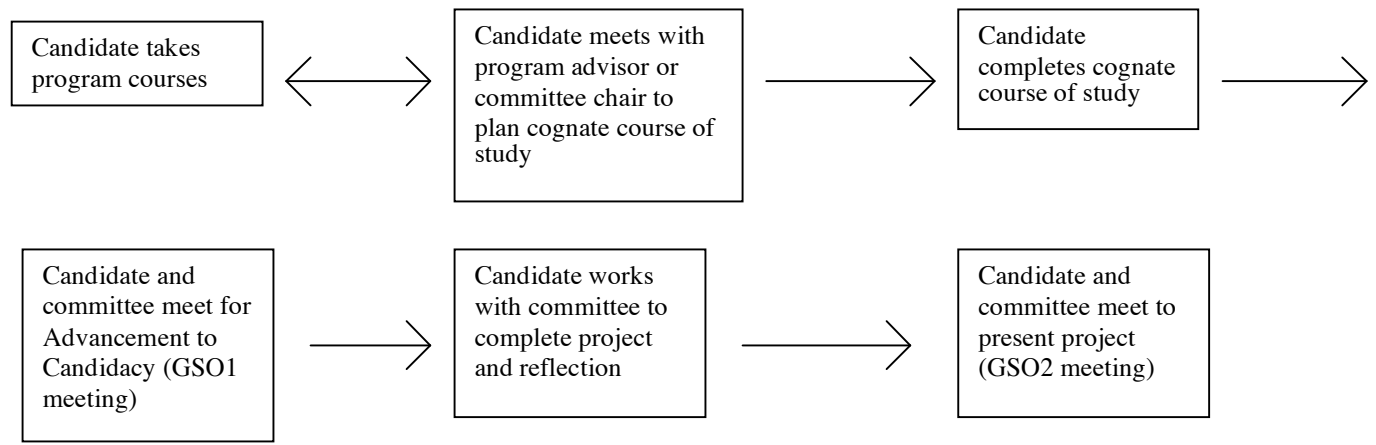 Candidate takes
program courses
Candidate meets with
program advisor or
committee chair to
plan cognate course of
study
Candidate
completes cognate
course of study
Candidate and
committee meet for
Advancement to
Candidacy (GSO1
meeting)
Candidate works
with committee to
complete project
and reflection
Candidate and
committee meet to
present project
(GSO2 meeting)